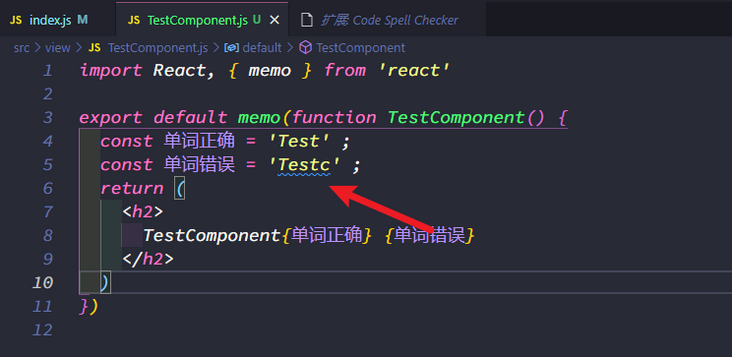 JS index.js M JS TestComponent.js U × 扩展: Code Spell Checker
src > view > JS TestComponent.js > default > TestComponent
1 import React, { memo } from 'react'
2
3 export default memo(function TestComponent() {
4 const 单词正确 = 'Test' ;
5 const 单词错误 = 'Testc' ;
6 return (
7 <h2>
8 TestComponent{单词正确} {单词错误}
9 </h2>
10 )
11 })
12